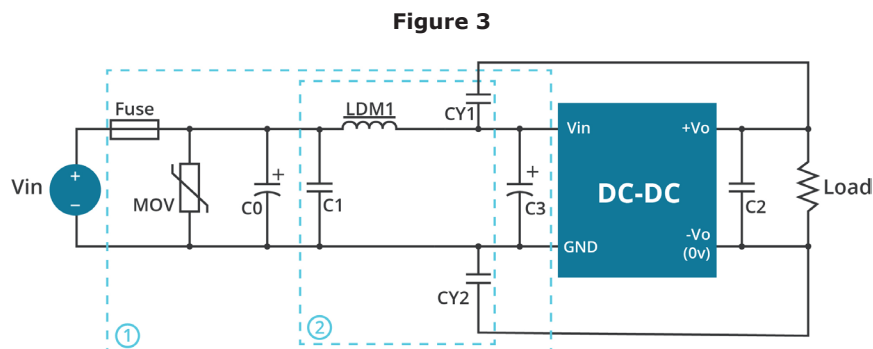 Figure 3
Fuse
LDM1
CY1
Vin
+Vo
Vin
+
−
MOV
C0
+
C1
+
C3
DC-DC
C2
Load
GND
-Vo
(0v)
CY2
1
2